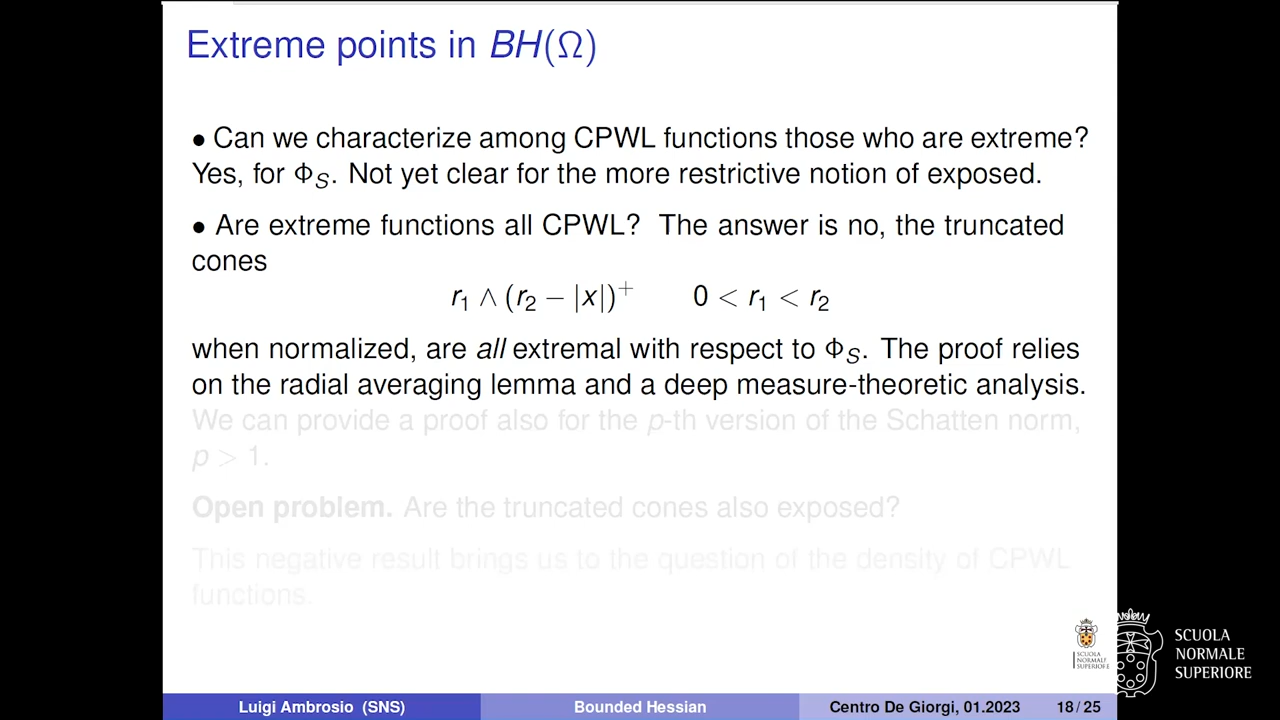 Extreme points in BH(Ω)
• Can we characterize among CPWL functions those who are extreme?
Yes, for Φ_S. Not yet clear for the more restrictive notion of exposed.
• Are extreme functions all CPWL? The answer is no, the truncated
cones
r₁ ∧ (r₂ − |x|)⁺ 0 < r₁ < r₂
when normalized, are all extremal with respect to Φ_S. The proof relies
on the radial averaging lemma and a deep measure-theoretic analysis.
We can provide a proof also for the p-th version of the Schatten norm,
p > 1.
Open problem. Are the truncated cones also exposed?
This negative result brings us to the question of the density of CPWL
functions.
SCUOLA
NORMALE
SUPERIORE
SCUOLA
NORMALE
SUPERIORE
Luigi Ambrosio (SNS) Bounded Hessian Centro De Giorgi, 01.2023 18 / 25